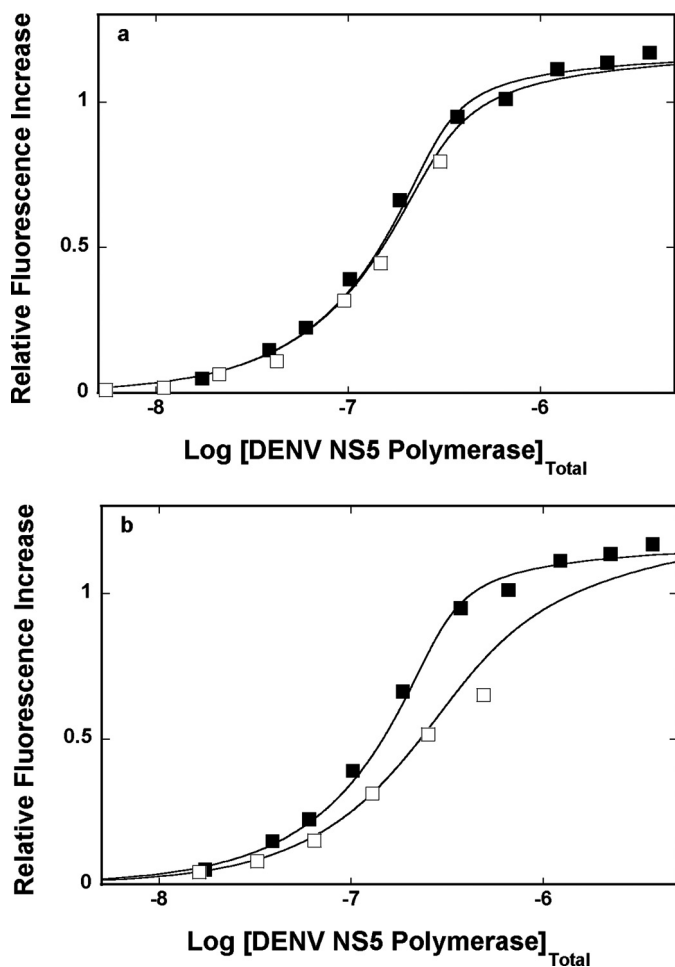 a
Relative Fluorescence Increase
1
0.5
0
-8 -7 -6
Log [DENV NS5 Polymerase]Total
b
Relative Fluorescence Increase
1
0.5
0
-8 -7 -6
Log [DENV NS5 Polymerase]Total